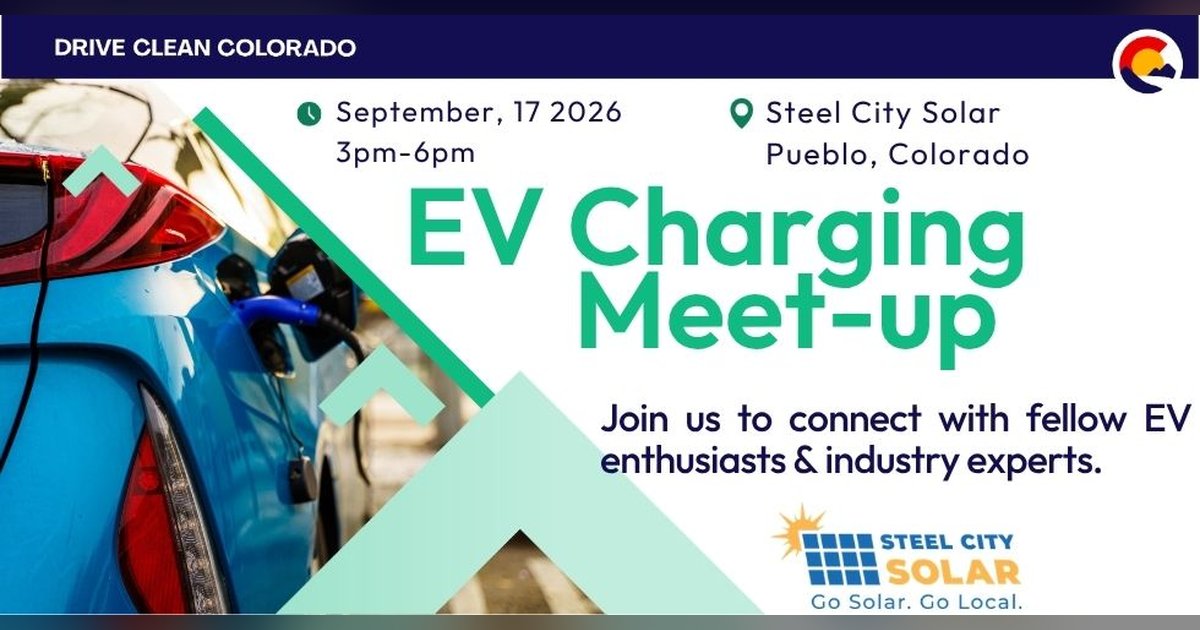 DRIVE CLEAN COLORADO
September, 17 2026
3pm-6pm
Steel City Solar
Pueblo, Colorado
EV Charging
Meet-up
Join us to connect with fellow EV
enthusiasts & industry experts.
STEEL CITY
SOLAR
Go Solar. Go Local.